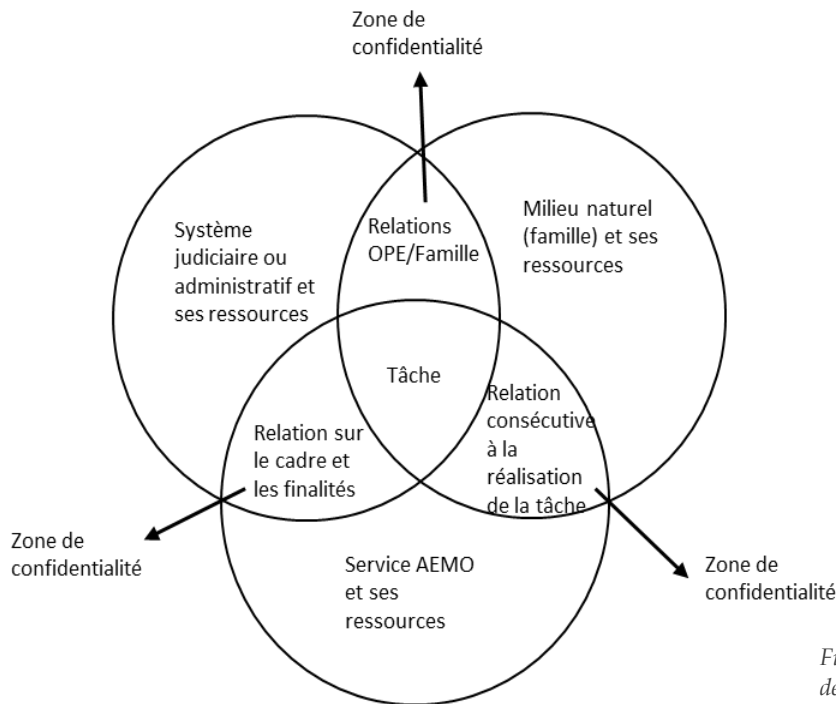 Zone de
confidentialité
Système
judiciaire ou
administratif et
ses ressources
Relations
OPE/Famille
Milieu naturel
(famille) et ses
ressources
Tâche
Relation sur
le cadre et
les finalités
Relation
consécutive
à la
réalisation
de la tâche
Zone de
confidentialité
Service AEMO
et ses
ressources
Zone de
confidentialité